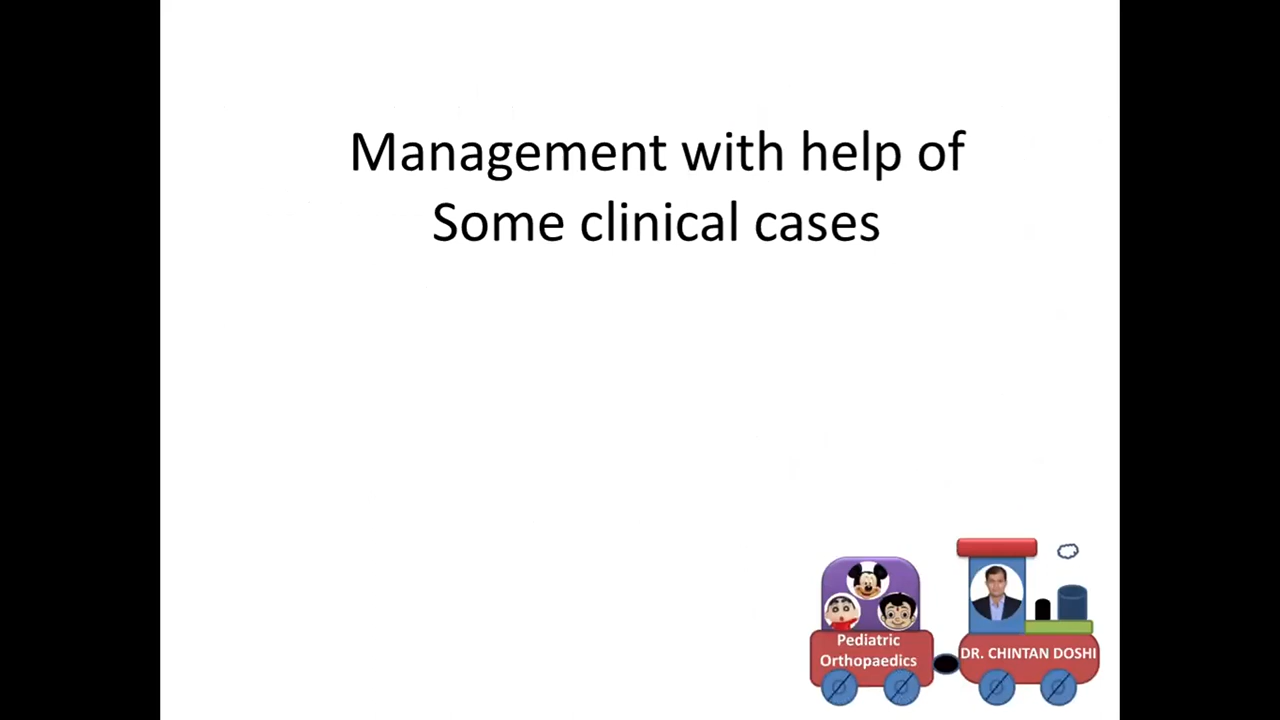 Management with help of
Some clinical cases
Pediatric
Orthopaedics
DR. CHINTAN DOSHI